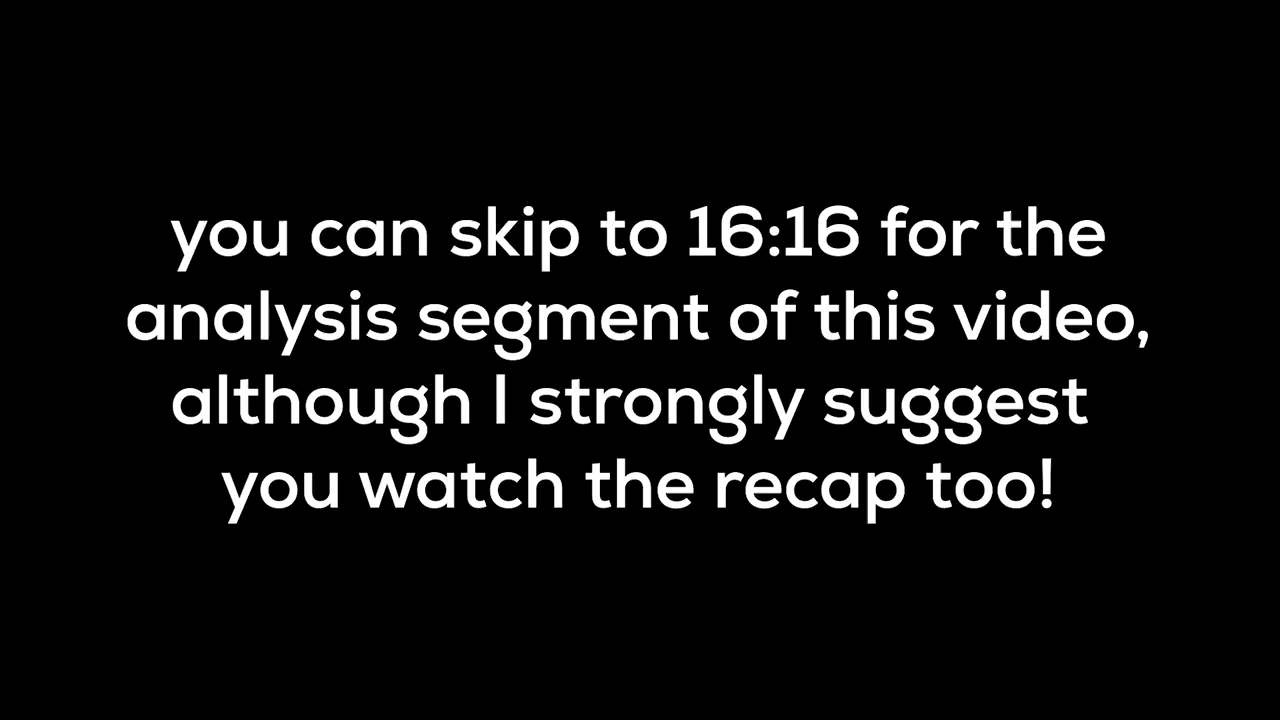 you can skip to 16:16 for the
analysis segment of this video,
although I strongly suggest
you watch the recap too!